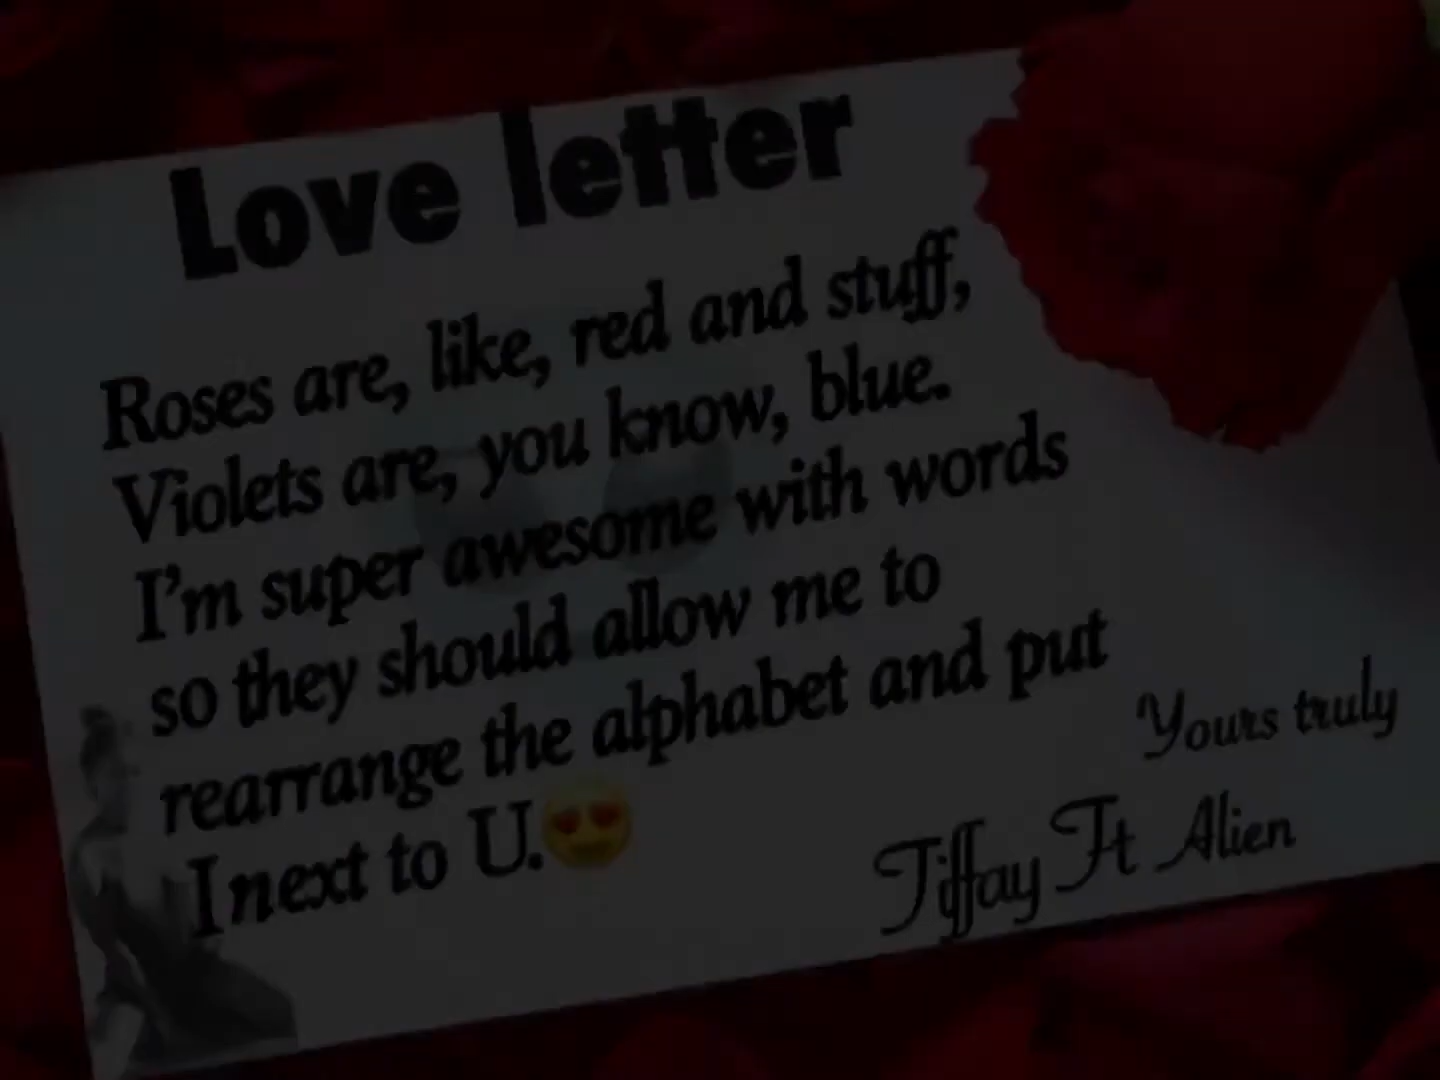 Love letter
Roses are, like, red and stuff,
Violets are, you know, blue.
I'm super awesome with words
so they should allow me to
rearrange the alphabet and put
I next to U.😍
Yours truly
Tiffay Ft Alien